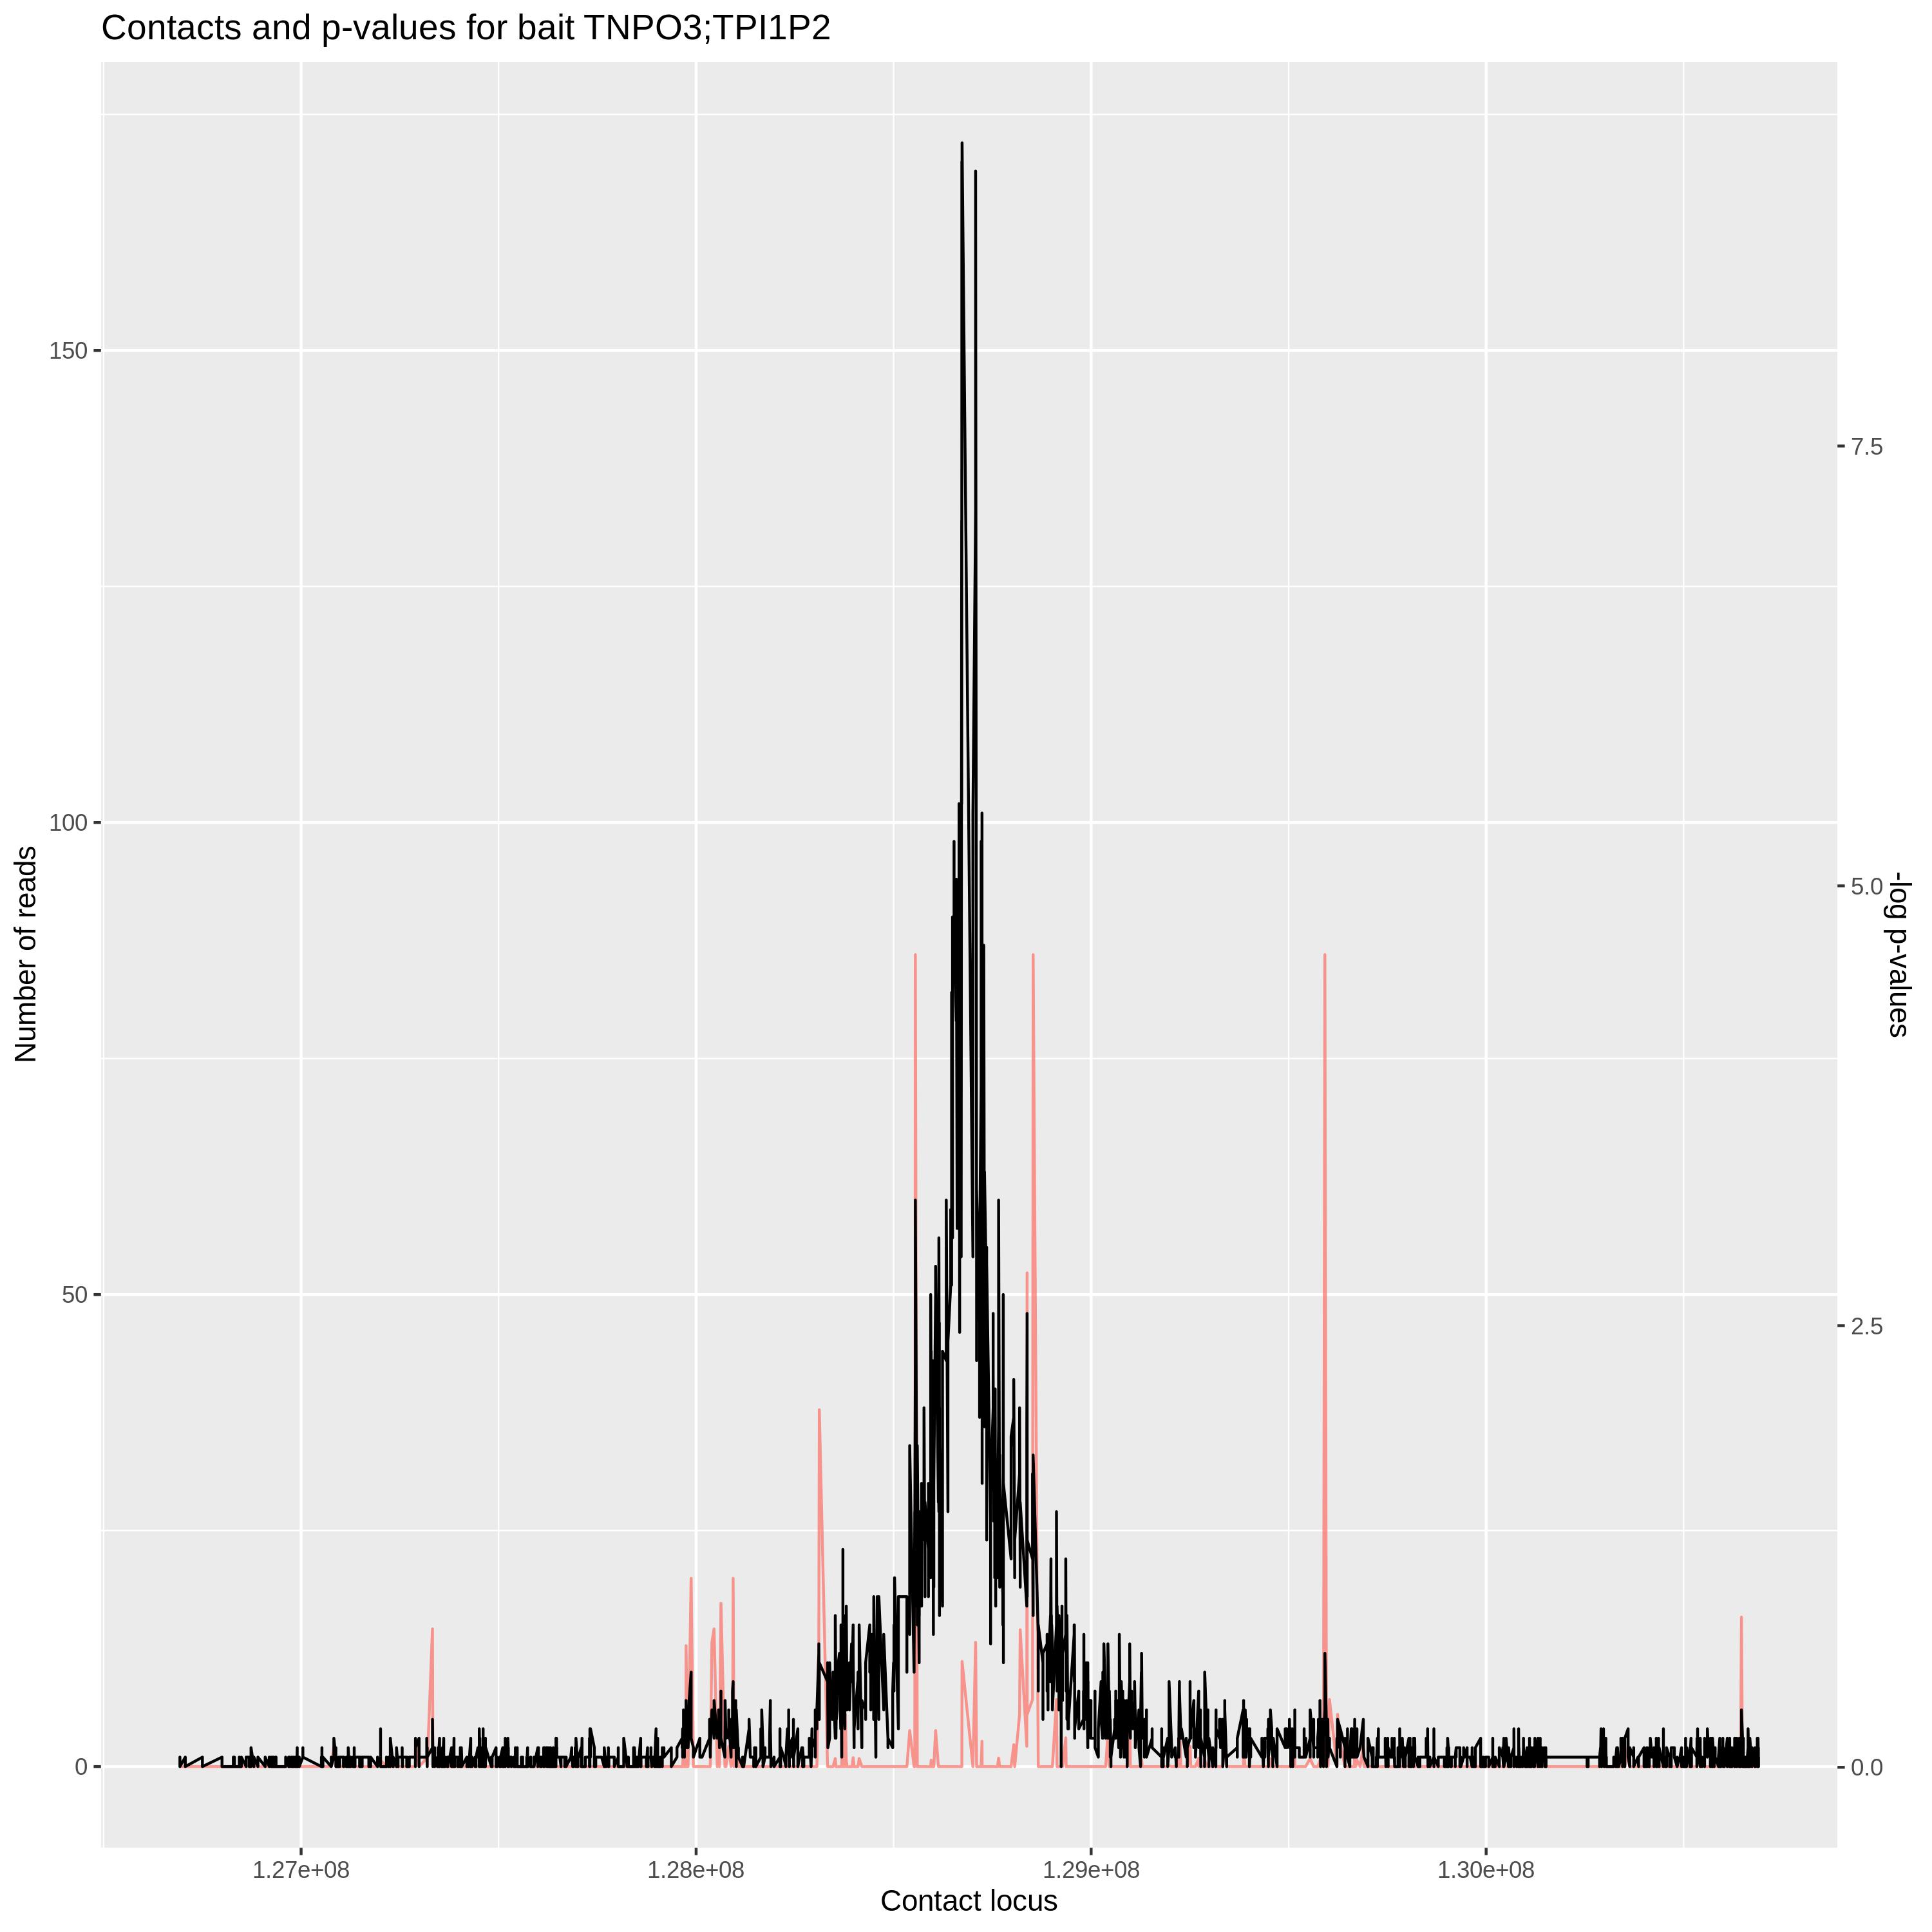 Contacts and p-values for bait TNPO3;TPI1P2
150
100
50
0
Number of reads
7.5
5.0
2.5
0.0
-log p-values
1.27e+08
1.28e+08
1.29e+08
1.30e+08
Contact locus